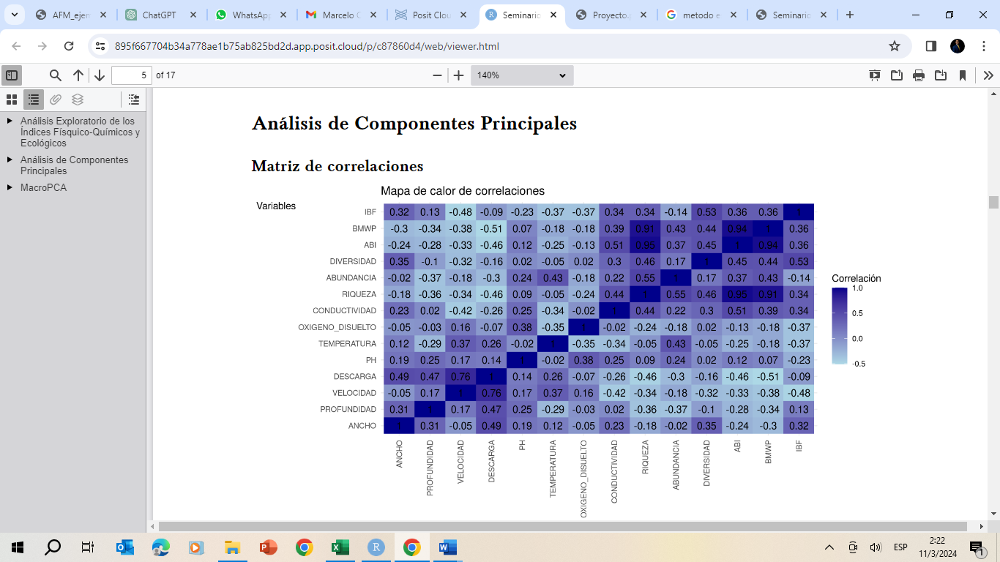 AFM_ejen
ChatGPT
WhatsApp
Marcelo C
Posit Clou
Seminario
Proyecto
metodo e
Seminario
895f667704b34a778ae1b75ab825bd2d.app.posit.cloud/p/c87860d4/web/viewer.html
5 of 17
140%
Análisis Exploratorio de los
Índices Físquico-Químicos y
Ecológicos
Análisis de Componentes
Principales
MacroPCA
Análisis de Componentes Principales
Matriz de correlaciones
Mapa de calor de correlaciones
Variables
IBF 0.32 0.13 -0.48 -0.09 -0.23 -0.37 -0.37 0.34 0.34 -0.14 0.53 0.36 0.36 1
BMWP -0.3 -0.34 -0.38 -0.51 0.07 -0.18 -0.18 0.39 0.91 0.43 0.44 0.94 1 0.36
ABI -0.24 -0.28 -0.33 -0.46 0.12 -0.25 -0.13 0.51 0.95 0.37 0.45 1 0.94 0.36
DIVERSIDAD 0.35 -0.1 -0.32 -0.16 0.02 -0.05 0.02 0.3 0.46 0.17 1 0.45 0.44 0.53
ABUNDANCIA -0.02 -0.37 -0.18 -0.3 0.24 0.43 -0.18 0.22 0.55 1 0.17 0.37 0.43 -0.14
RIQUEZA -0.18 -0.36 -0.34 -0.46 0.09 -0.05 -0.24 0.44 1 0.55 0.46 0.95 0.91 0.34
CONDUCTIVIDAD 0.23 0.02 -0.42 -0.26 0.25 -0.34 -0.02 1 0.44 0.22 0.3 0.51 0.39 0.34
OXIGENO_DISUELTO -0.05 -0.03 0.16 -0.07 0.38 -0.35 1 -0.02 -0.24 -0.18 0.02 -0.13 -0.18 -0.37
TEMPERATURA 0.12 -0.29 0.37 0.26 -0.02 1 -0.35 -0.34 -0.05 0.43 -0.05 -0.25 -0.18 -0.37
PH 0.19 0.25 0.17 0.14 1 -0.02 0.38 0.25 0.09 0.24 0.02 0.12 0.07 -0.23
DESCARGA 0.49 0.47 0.76 1 0.14 0.26 -0.07 -0.26 -0.46 -0.3 -0.16 -0.46 -0.51 -0.09
VELOCIDAD -0.05 0.17 1 0.76 0.17 0.37 0.16 -0.42 -0.34 -0.18 -0.32 -0.33 -0.38 -0.48
PROFUNDIDAD 0.31 1 0.17 0.47 0.25 -0.29 -0.03 0.02 -0.36 -0.37 -0.1 -0.28 -0.34 0.13
ANCHO 1 0.31 -0.05 0.49 0.19 0.12 -0.05 0.23 -0.18 -0.02 0.35 -0.24 -0.3 0.32
ANCHO
PROFUNDIDAD
VELOCIDAD
DESCARGA
PH
TEMPERATURA
OXIGENO_DISUELTO
CONDUCTIVIDAD
RIQUEZA
ABUNDANCIA
DIVERSIDAD
ABI
BMWP
IBF
Correlación
1.0
0.5
0.0
-0.5
ESP
2:22
11/3/2024
1